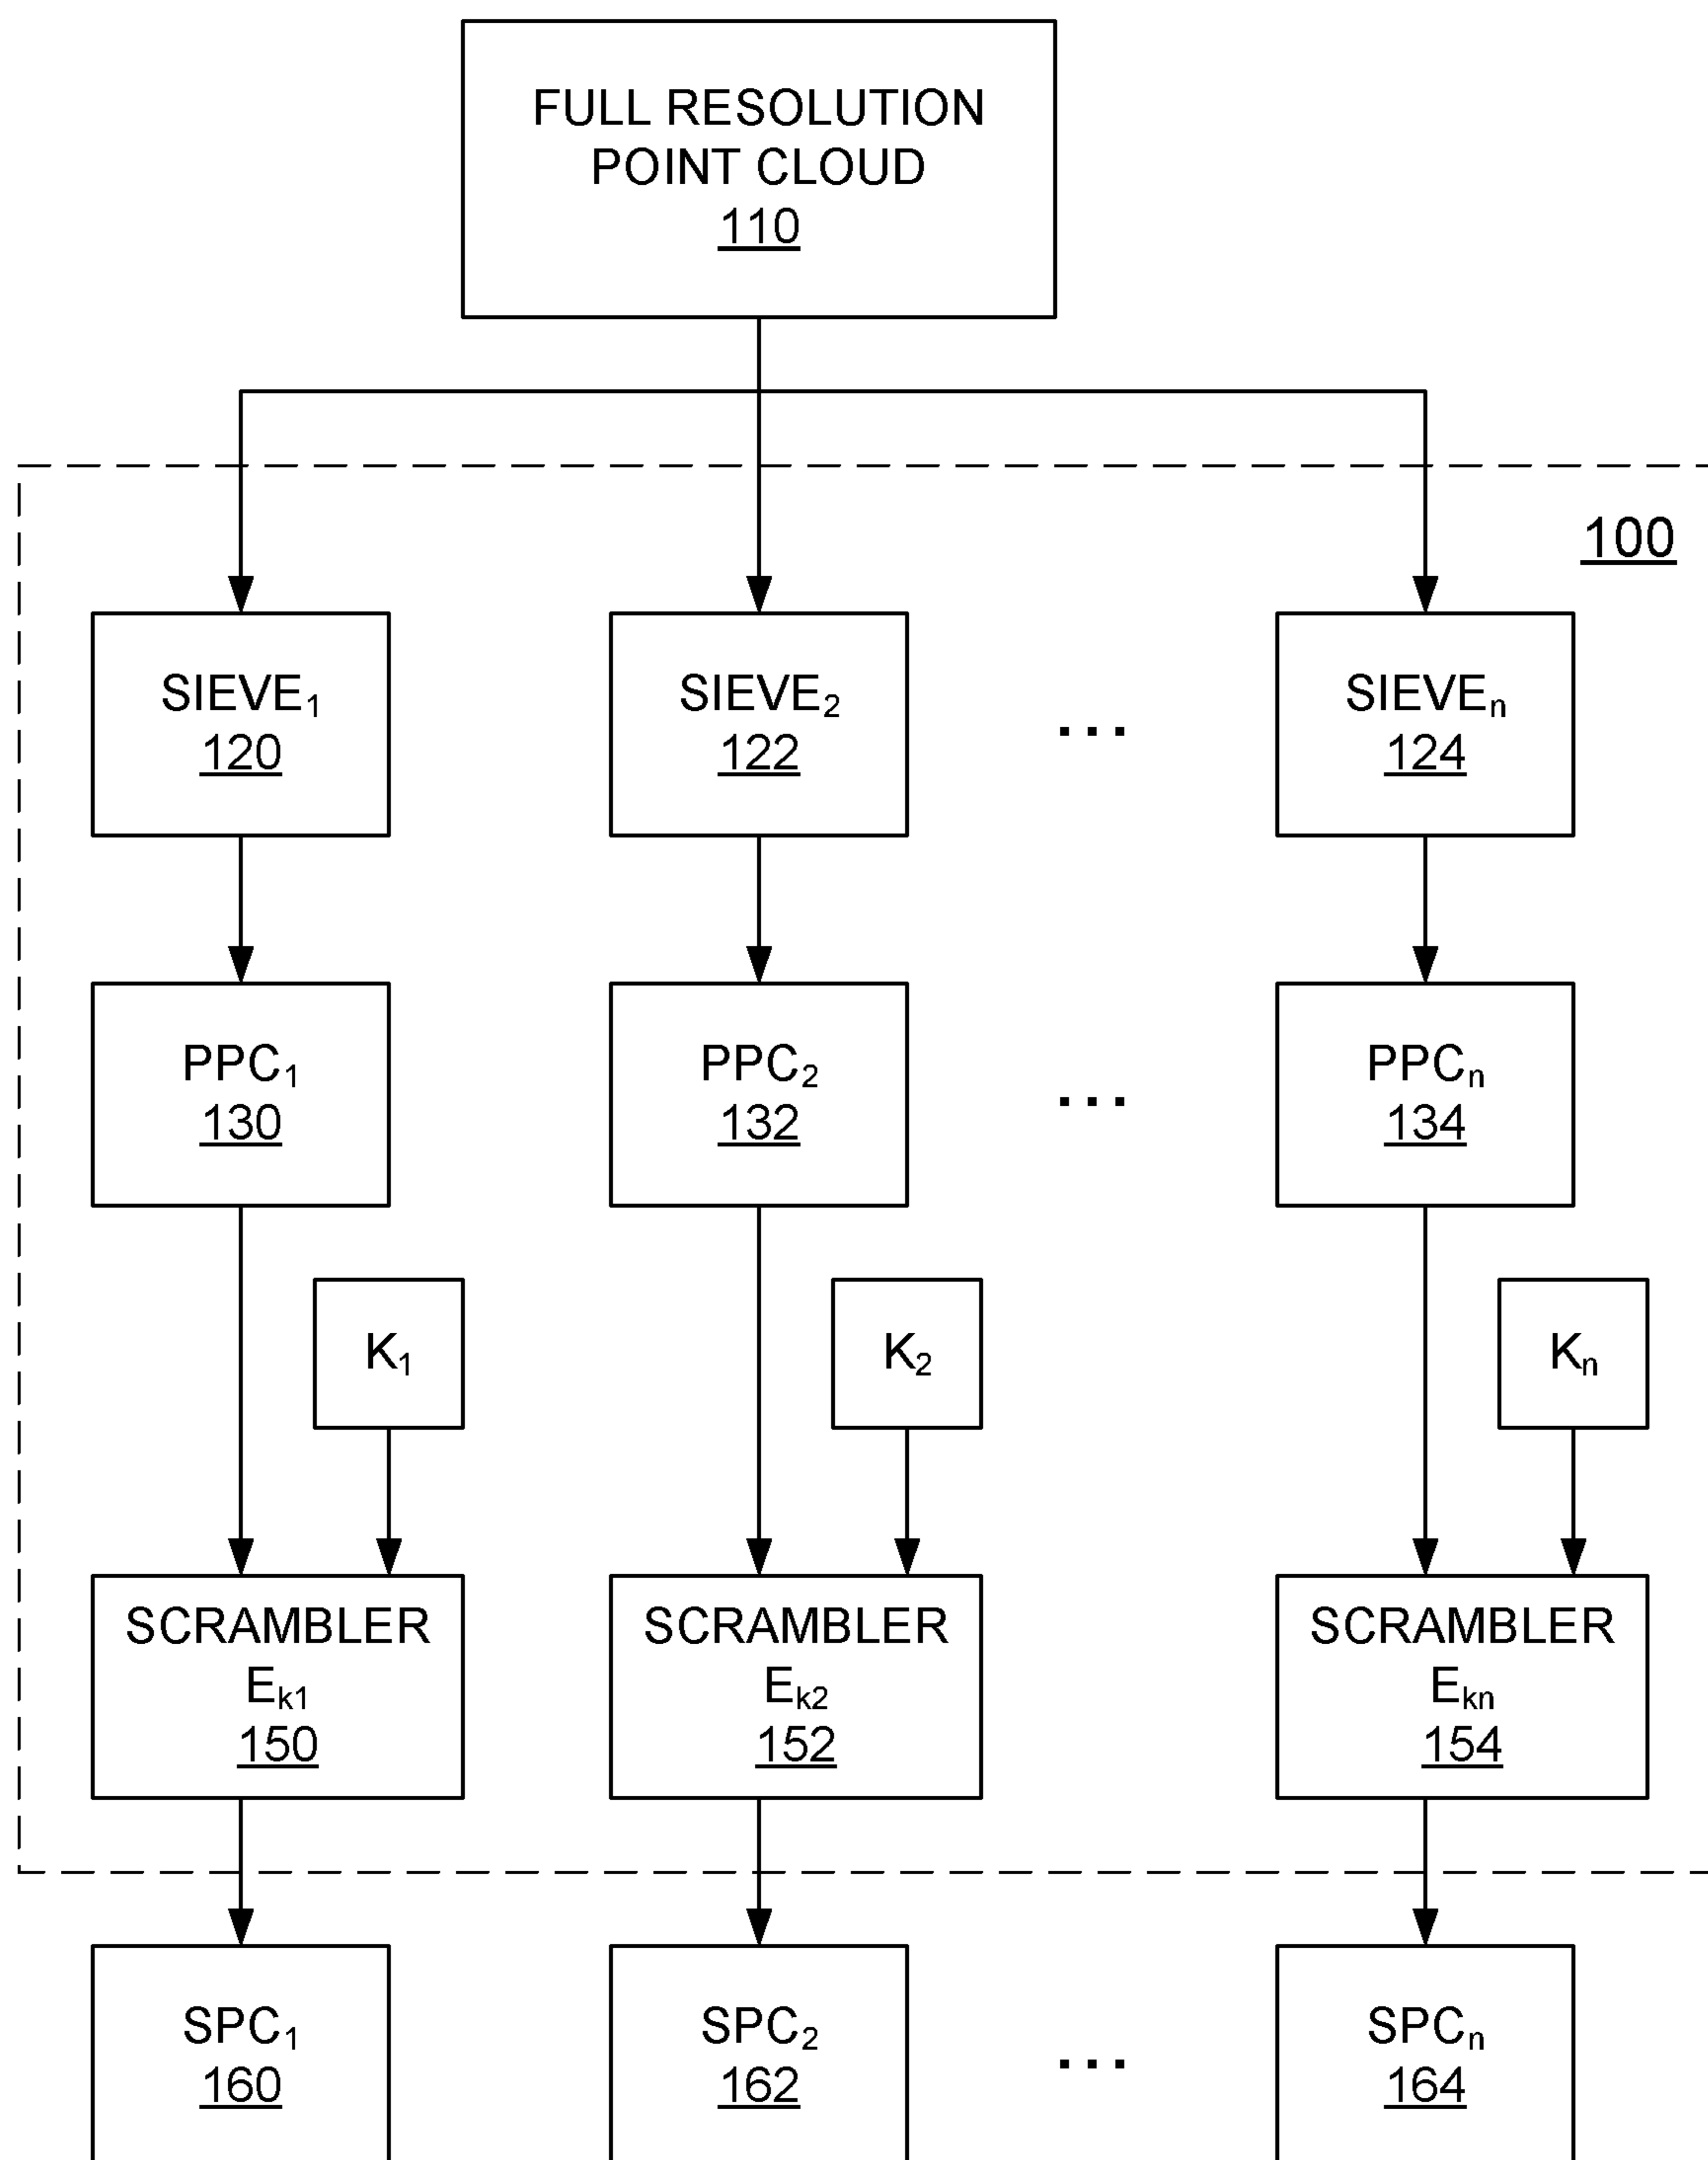 FULL RESOLUTION
POINT CLOUD
110
100
SIEVE₁
120
SIEVE₂
122
...
SIEVEₙ
124
PPC₁
130
PPC₂
132
...
PPCₙ
134
K₁
K₂
Kₙ
SCRAMBLER
Eₖ₁
150
SCRAMBLER
Eₖ₂
152
SCRAMBLER
Eₖₙ
154
SPC₁
160
SPC₂
162
...
SPCₙ
164